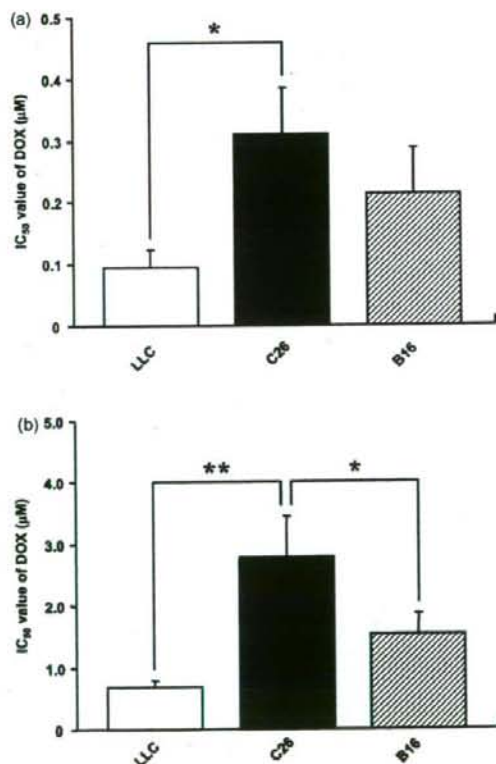 (a)
*
0.5
0.4
0.3
0.2
0.1
0
IC50 value of DOX (μM)
LLC
C26
B16
(b)
**
*
5.0
4.0
3.0
2.0
1.0
0
IC50 value of DOX (μM)
LLC
C26
B16